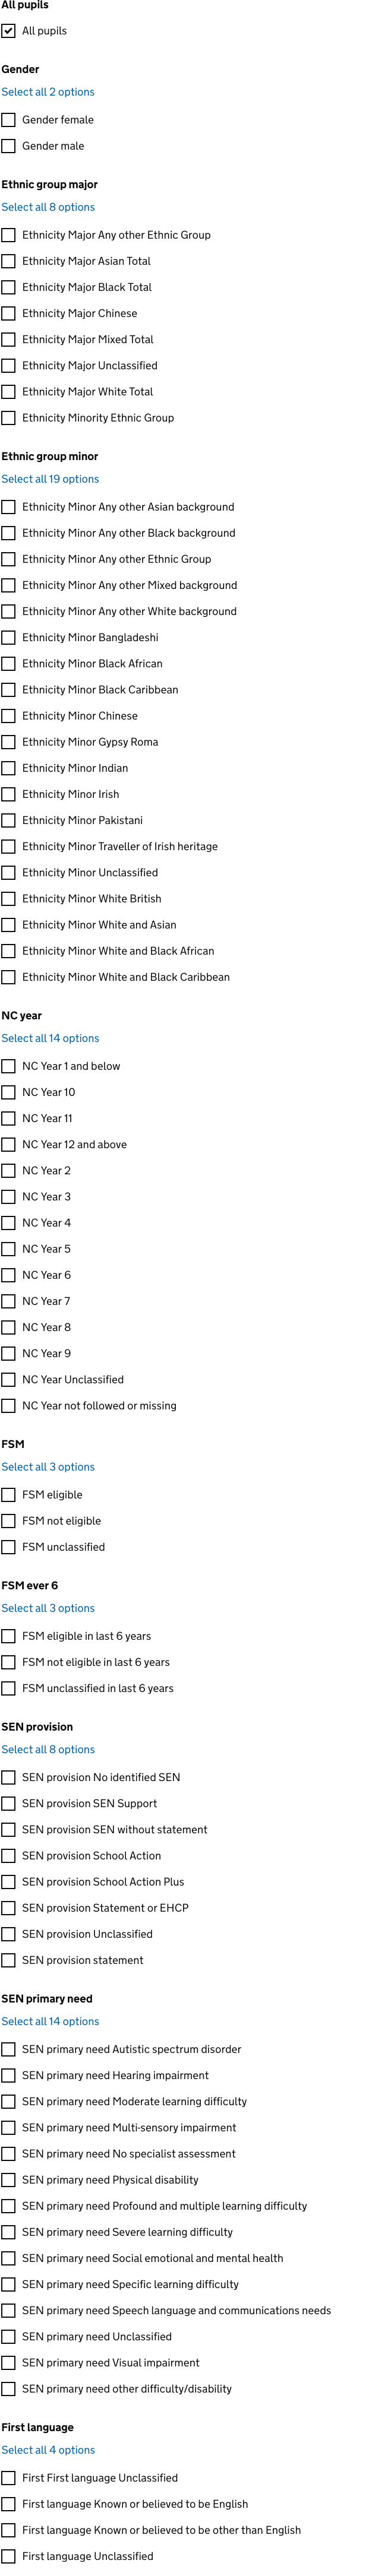 All pupils
All pupils
Gender
Select all 2 options
Gender female
Gender male
Ethnic group major
Select all 8 options
Ethnicity Major Any other Ethnic Group
Ethnicity Major Asian Total
Ethnicity Major Black Total
Ethnicity Major Chinese
Ethnicity Major Mixed Total
Ethnicity Major Unclassified
Ethnicity Major White Total
Ethnicity Minority Ethnic Group
Ethnic group minor
Select all 19 options
Ethnicity Minor Any other Asian background
Ethnicity Minor Any other Black background
Ethnicity Minor Any other Ethnic Group
Ethnicity Minor Any other Mixed background
Ethnicity Minor Any other White background
Ethnicity Minor Bangladeshi
Ethnicity Minor Black African
Ethnicity Minor Black Caribbean
Ethnicity Minor Chinese
Ethnicity Minor Gypsy Roma
Ethnicity Minor Indian
Ethnicity Minor Irish
Ethnicity Minor Pakistani
Ethnicity Minor Traveller of Irish heritage
Ethnicity Minor Unclassified
Ethnicity Minor White British
Ethnicity Minor White and Asian
Ethnicity Minor White and Black African
Ethnicity Minor White and Black Caribbean
NC year
Select all 14 options
NC Year 1 and below
NC Year 10
NC Year 11
NC Year 12 and above
NC Year 2
NC Year 3
NC Year 4
NC Year 5
NC Year 6
NC Year 7
NC Year 8
NC Year 9
NC Year Unclassified
NC Year not followed or missing
FSM
Select all 3 options
FSM eligible
FSM not eligible
FSM unclassified
FSM ever 6
Select all 3 options
FSM eligible in last 6 years
FSM not eligible in last 6 years
FSM unclassified in last 6 years
SEN provision
Select all 8 options
SEN provision No identified SEN
SEN provision SEN Support
SEN provision SEN without statement
SEN provision School Action
SEN provision School Action Plus
SEN provision Statement or EHCP
SEN provision Unclassified
SEN provision statement
SEN primary need
Select all 14 options
SEN primary need Autistic spectrum disorder
SEN primary need Hearing impairment
SEN primary need Moderate learning difficulty
SEN primary need Multi-sensory impairment
SEN primary need No specialist assessment
SEN primary need Physical disability
SEN primary need Profound and multiple learning difficulty
SEN primary need Severe learning difficulty
SEN primary need Social emotional and mental health
SEN primary need Specific learning difficulty
SEN primary need Speech language and communications needs
SEN primary need Unclassified
SEN primary need Visual impairment
SEN primary need other difficulty/disability
First language
Select all 4 options
First First language Unclassified
First language Known or believed to be English
First language Known or believed to be other than English
First language Unclassified